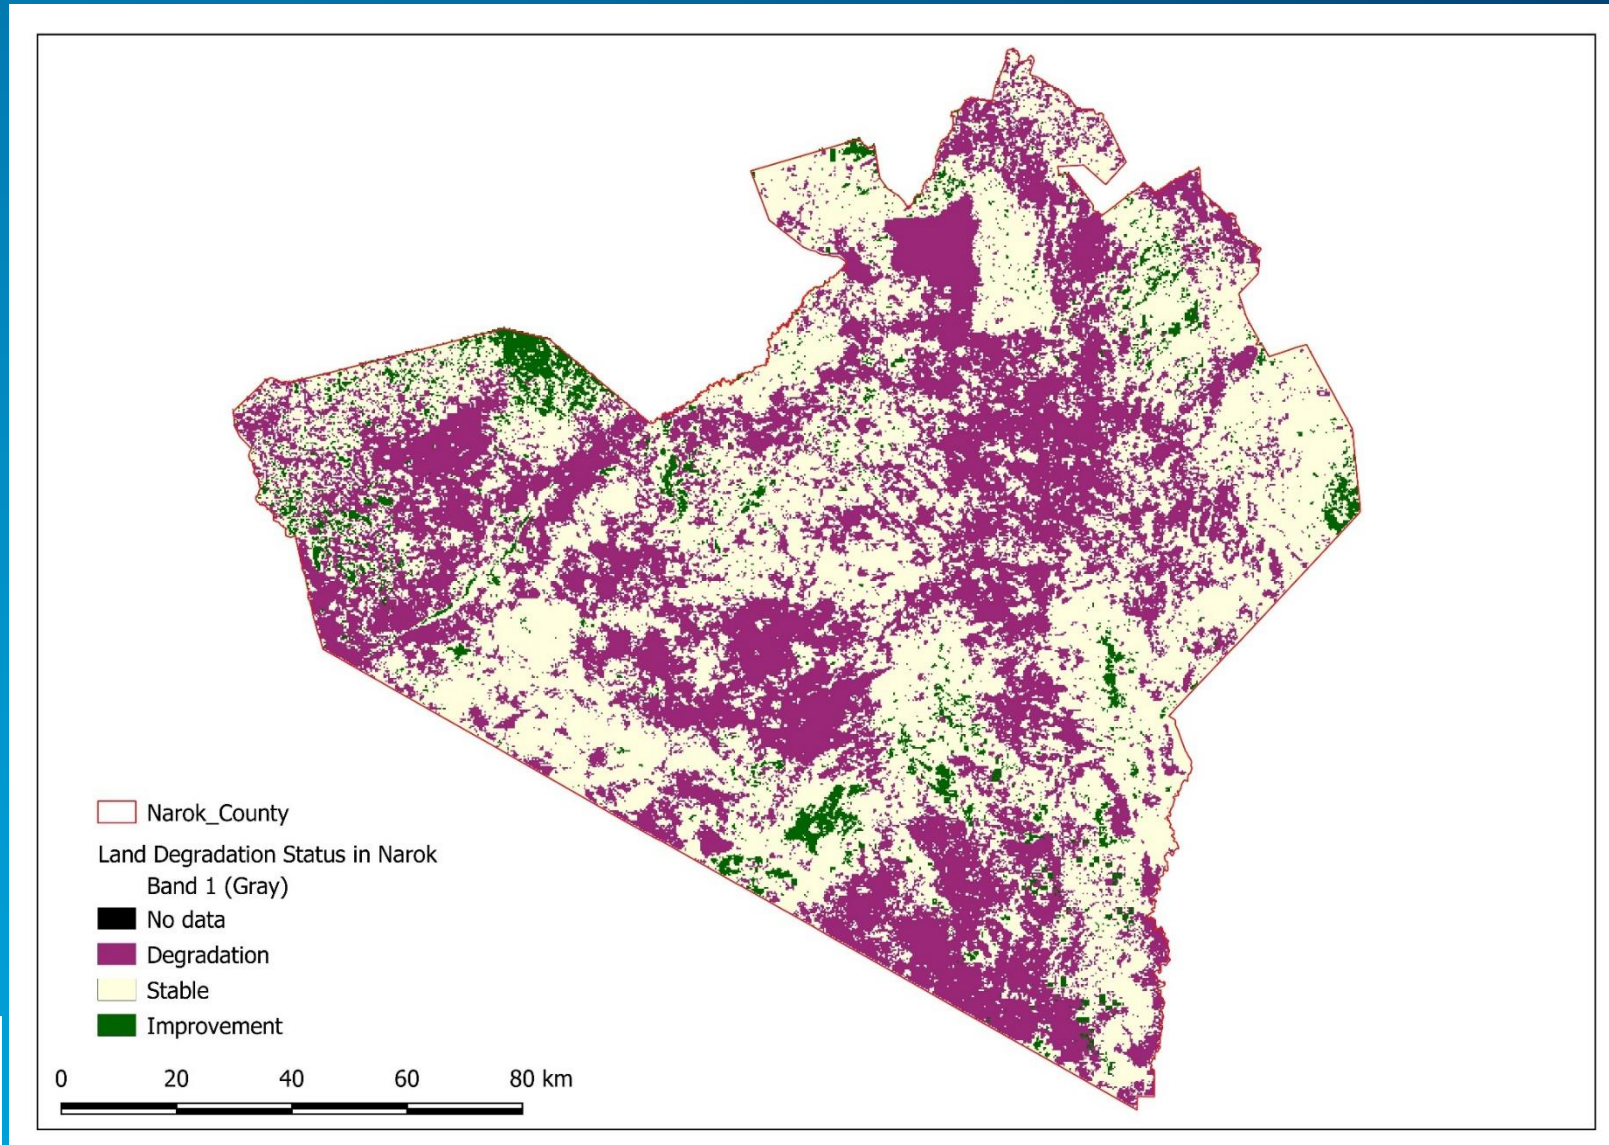 Narok_County
Land Degradation Status in Narok
Band 1 (Gray)
No data
Degradation
Stable
Improvement
0 20 40 60 80 km